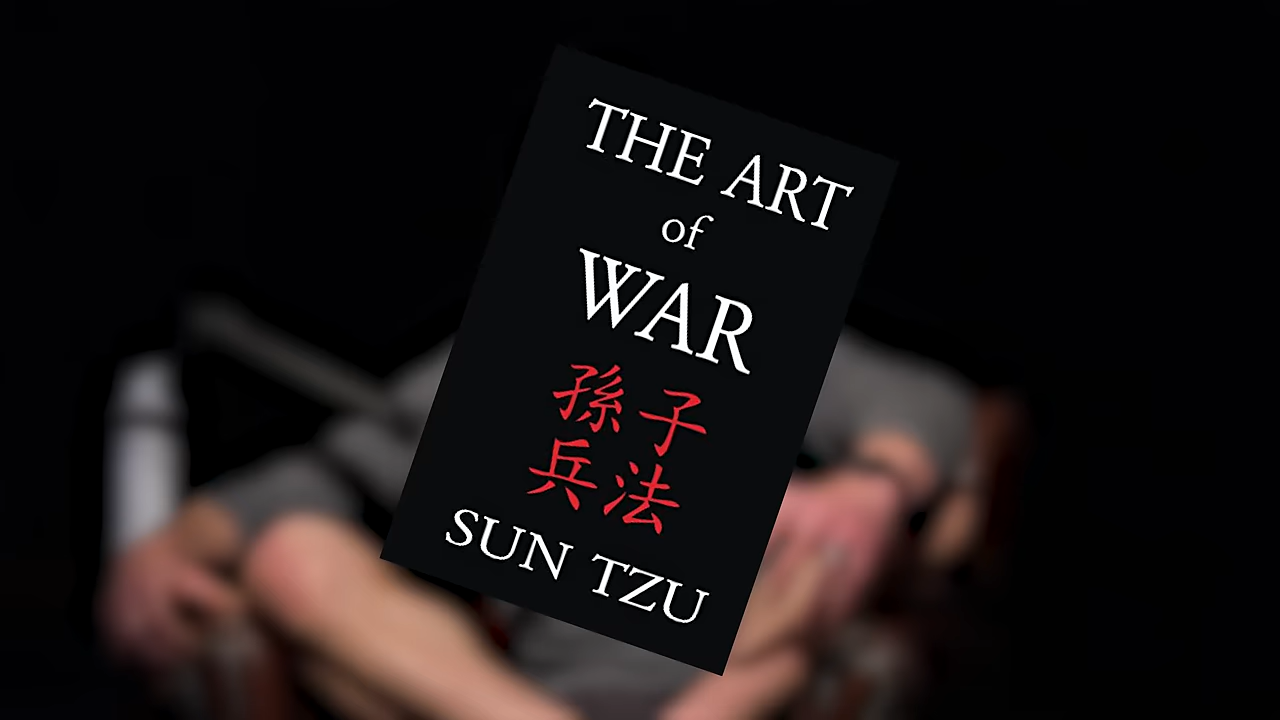 THE ART
of
WAR
孫子
兵法
SUN TZU